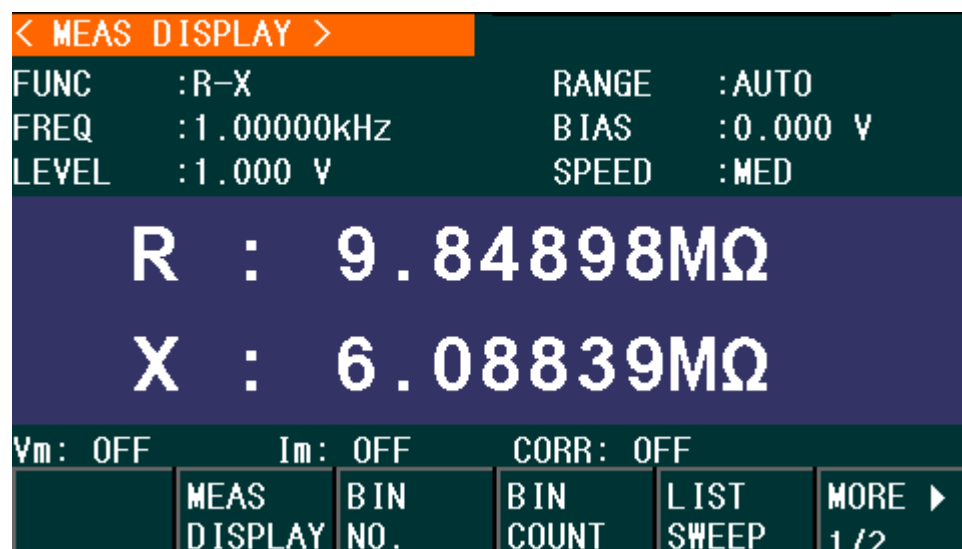 < MEAS DISPLAY >
FUNC :R-X RANGE :AUTO
FREQ :1.00000kHz BIAS :0.000 V
LEVEL :1.000 V SPEED :MED
R : 9.84898MΩ
X : 6.08839MΩ
Vm: OFF Im: OFF CORR: OFF
MEAS DISPLAY
BIN NO.
BIN COUNT
LIST SWEEP
MORE ▶ 1/2